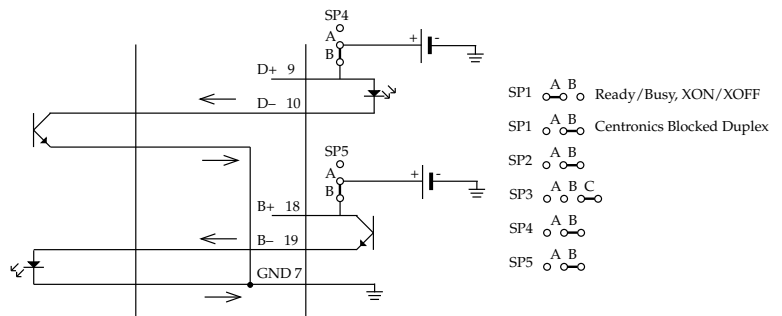 SP4
A
B
+ -
D+ 9
D– 10
SP5
A
B
+ -
B+ 18
B– 19
GND 7
SP1 A B Ready/Busy, XON/XOFF
SP1 A B Centronics Blocked Duplex
SP2 A B
SP3 A B C
SP4 A B
SP5 A B